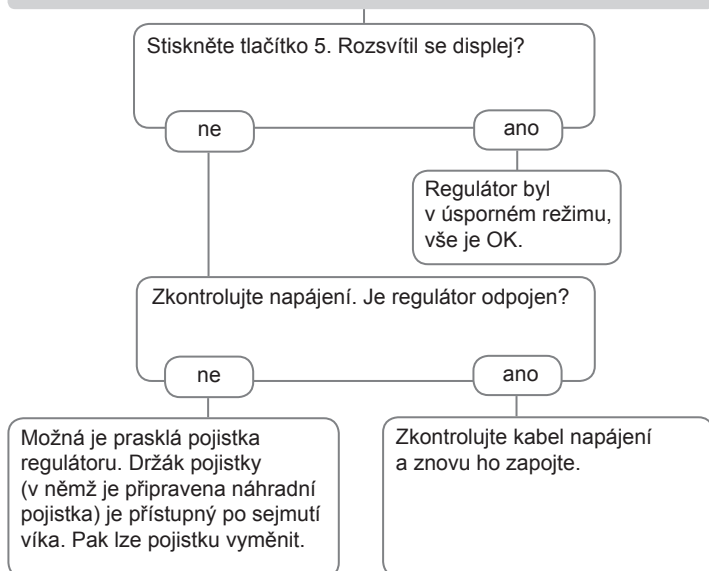 Stiskněte tlačítko 5. Rozsvítil se displej?
ne
ano
Regulátor byl
v úsporném režimu,
vše je OK.
Zkontrolujte napájení. Je regulátor odpojen?
ne
ano
Možná je prasklá pojistka
regulátoru. Držák pojistky
(v němž je připravena náhradní
pojistka) je přístupný po sejmutí
víka. Pak lze pojistku vyměnit.
Zkontrolujte kabel napájení
a znovu ho zapojte.